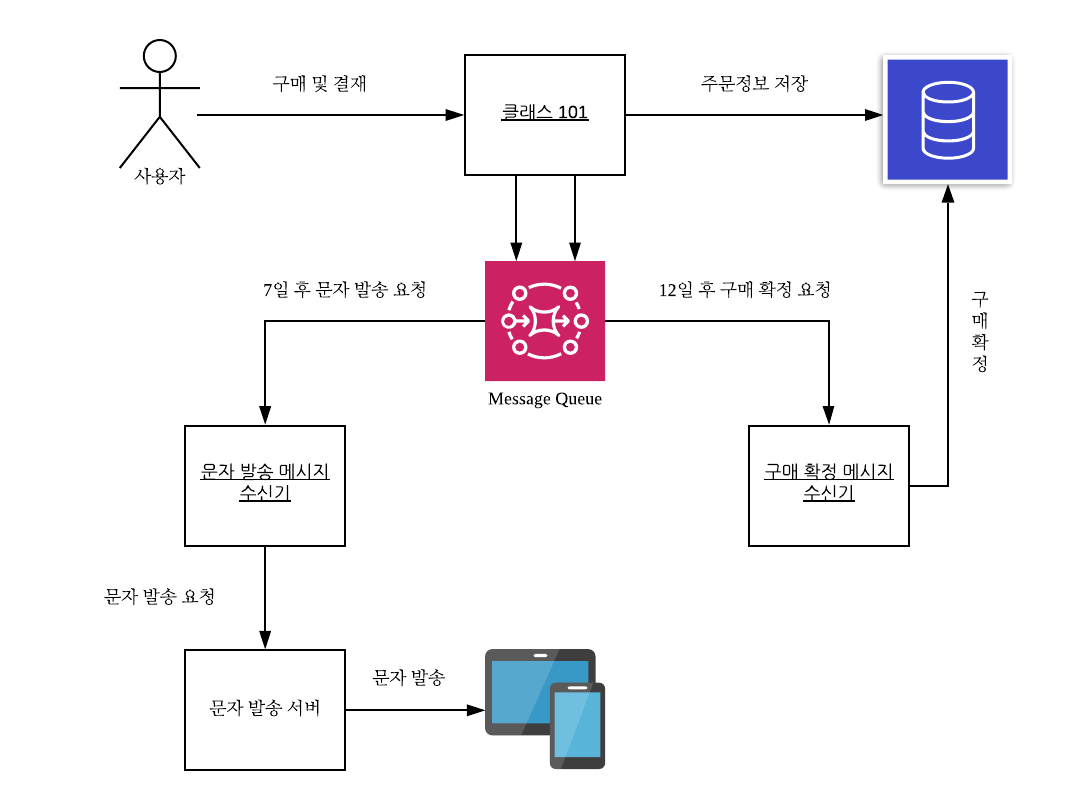 구매 및 결재
클래스 101
주문정보 저장
사용자
7일 후 문자 발송 요청
12일 후 구매 확정 요청
구
매
확
정
Message Queue
문자 발송 메시지
수신기
구매 확정 메시지
수신기
문자 발송 요청
문자 발송
문자 발송 서버